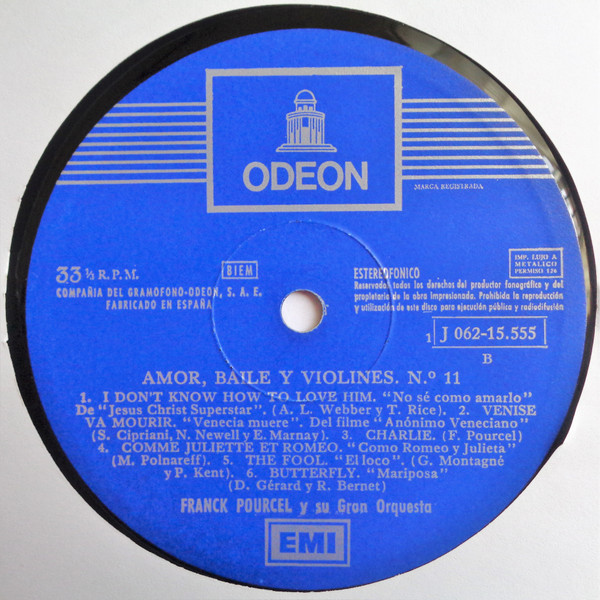 ODEON
MARCA REGISTRADA
33 ⅓ R. P. M.
BIEM
COMPAÑIA DEL GRAMOFONO-ODEON, S. A. E.
FABRICADO EN ESPAÑA
ESTEREOFONICO
Reservados todos los derechos del productor fonográfico y del
propietario de la obra impresionada. Prohibida la reproducción
y utilización de este disco para ejecución pública y radiodifusión
IMP. LUJO A
METALICO
PERMISO 126
1 J 062-15.555
B
AMOR, BAILE Y VIOLINES. N.º 11
1. I DON'T KNOW HOW TO LOVE HIM. "No sé como amarlo"
De "Jesus Christ Superstar". (A. L. Webber y T. Rice). 2. VENISE
VA MOURIR. "Venecia muere". Del filme "Anónimo Veneciano"
(S. Cipriani, N. Newell y E. Marnay). 3. CHARLIE. (F. Pourcel)
4. COMME JULIETTE ET ROMEO. "Como Romeo y Julieta"
(M. Polnareff). 5. THE FOOL. "El loco". (G. Montagné
y P. Kent). 6. BUTTERFLY. "Mariposa"
(D. Gérard y R. Bernet)
FRANCK POURCEL y su Gran Orquesta
EMI